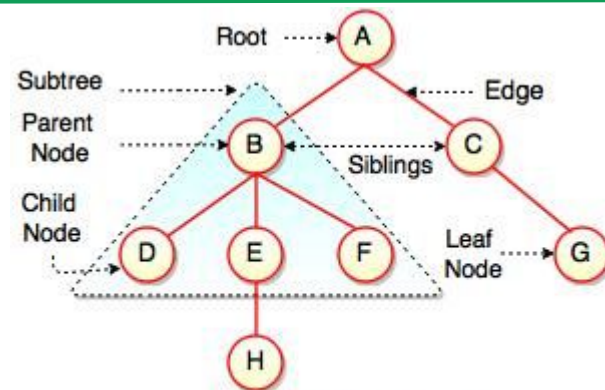 A
Root
Subtree
Edge
Parent
Node
B
C
Siblings
Child
Node
D
E
F
Leaf
Node
G
H